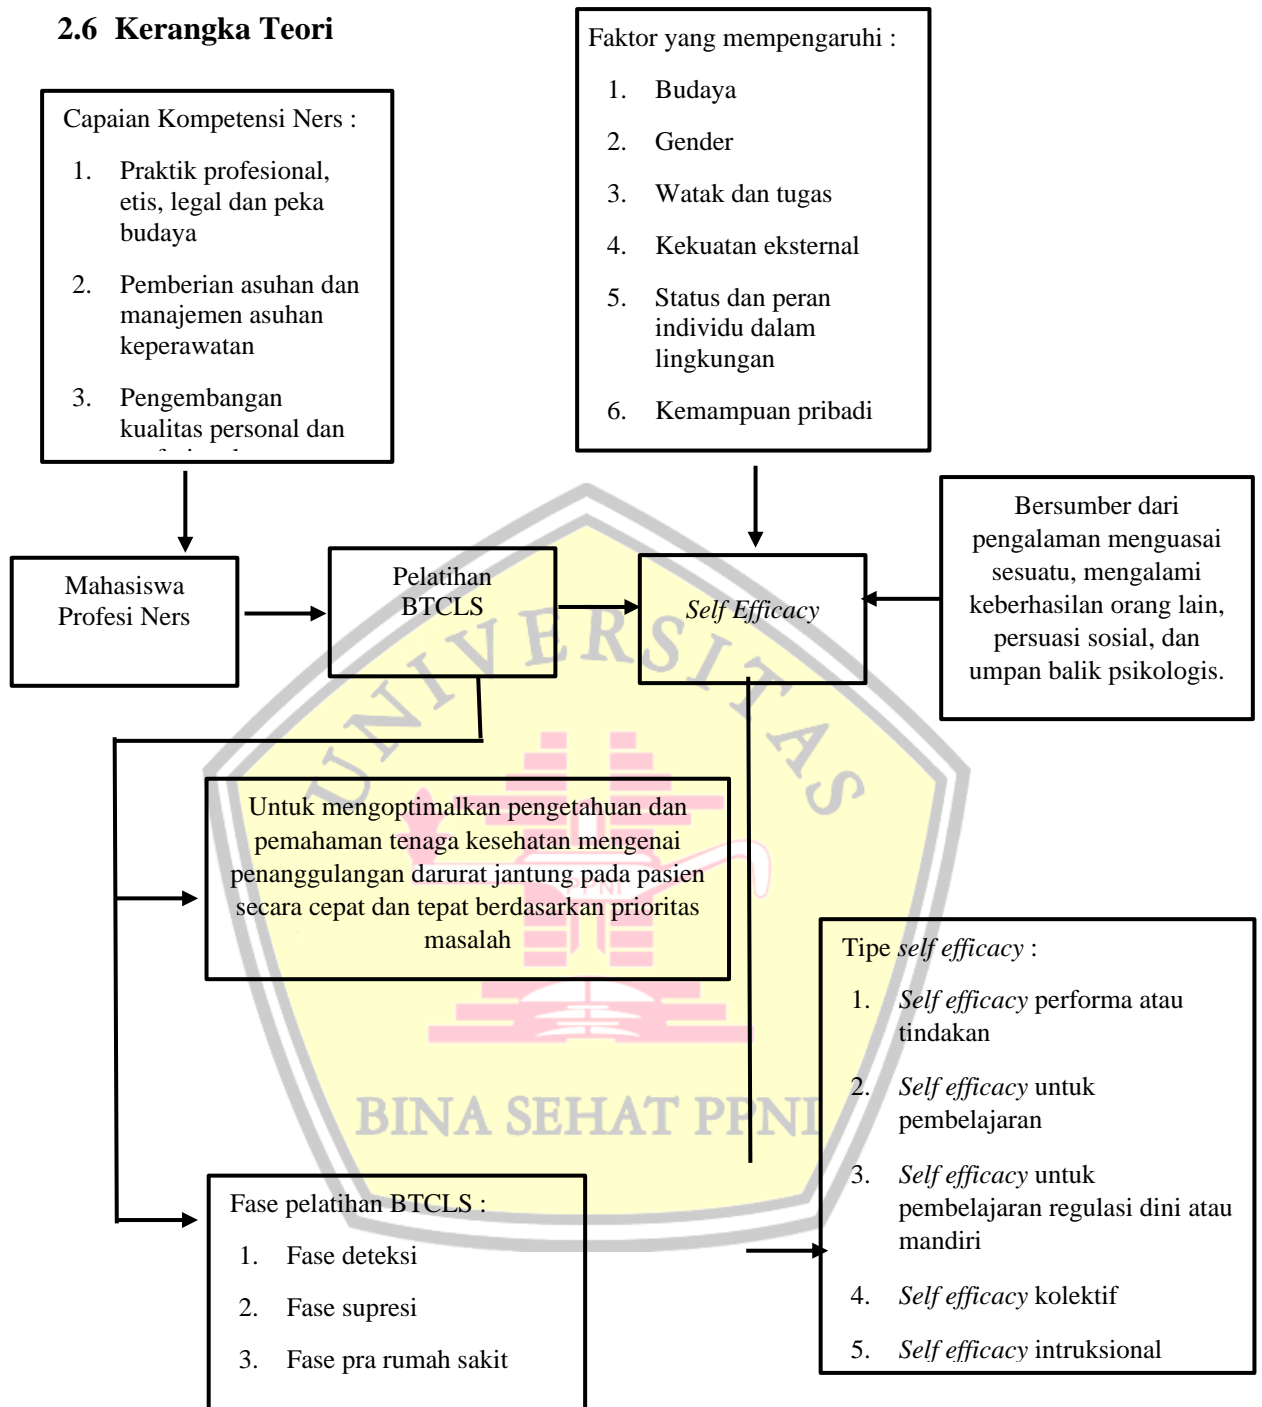 2.6 Kerangka Teori
Faktor yang mempengaruhi :
1. Budaya
2. Gender
3. Watak dan tugas
4. Kekuatan eksternal
5. Status dan peran
individu dalam
lingkungan
6. Kemampuan pribadi
Capaian Kompetensi Ners :
1. Praktik profesional,
etis, legal dan peka
budaya
2. Pemberian asuhan dan
manajemen asuhan
keperawatan
3. Pengembangan
kualitas personal dan
Mahasiswa
Profesi Ners
Pelatihan
BTCLS
Self Efficacy
Bersumber dari
pengalaman menguasai
sesuatu, mengalami
keberhasilan orang lain,
persuasi sosial, dan
umpan balik psikologis.
UNIVERSITAS
Untuk mengoptimalkan pengetahuan dan
pemahaman tenaga kesehatan mengenai
penanggulangan darurat jantung pada pasien
secara cepat dan tepat berdasarkan prioritas
masalah
PPNI
BINA SEHAT PPNI
Tipe self efficacy :
1. Self efficacy performa atau
tindakan
2. Self efficacy untuk
pembelajaran
3. Self efficacy untuk
pembelajaran regulasi dini atau
mandiri
4. Self efficacy kolektif
5. Self efficacy intruksional
Fase pelatihan BTCLS :
1. Fase deteksi
2. Fase supresi
3. Fase pra rumah sakit